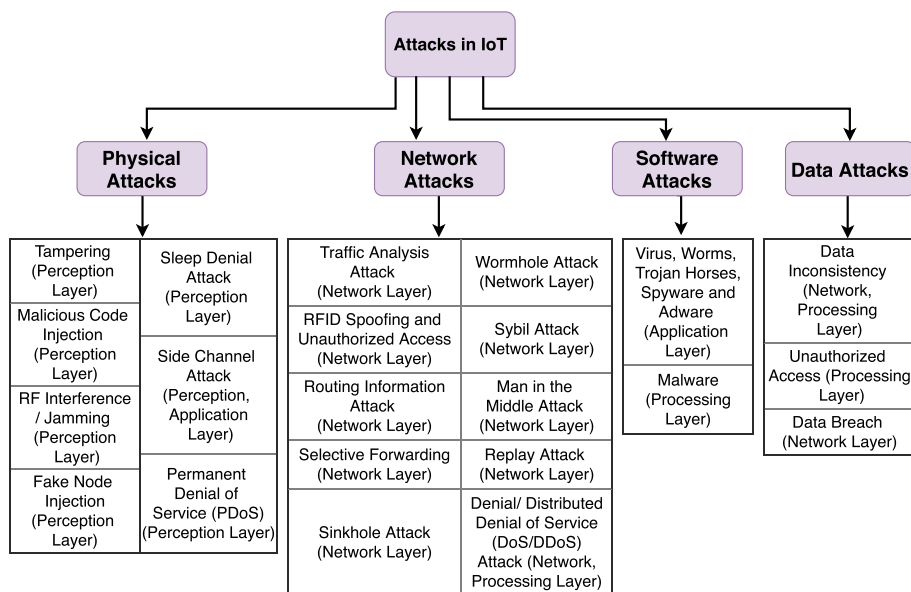 Attacks in IoT
Physical
Attacks
Network
Attacks
Software
Attacks
Data Attacks
Tampering
(Perception
Layer)
Malicious Code
Injection
(Perception
Layer)
RF Interference
/ Jamming
(Perception
Layer)
Fake Node
Injection
(Perception
Layer)
Sleep Denial
Attack
(Perception
Layer)
Side Channel
Attack
(Perception,
Application
Layer)
Permanent
Denial of
Service (PDoS)
(Perception Layer)
Traffic Analysis
Attack
(Network Layer)
RFID Spoofing and
Unauthorized Access
(Network Layer)
Routing Information
Attack
(Network Layer)
Selective Forwarding
(Network Layer)
Sinkhole Attack
(Network Layer)
Wormhole Attack
(Network Layer)
Sybil Attack
(Network Layer)
Man in the
Middle Attack
(Network Layer)
Replay Attack
(Network Layer)
Denial/ Distributed
Denial of Service
(DoS/DDoS)
Attack (Network,
Processing Layer)
Virus, Worms,
Trojan Horses,
Spyware and
Adware
(Application
Layer)
Malware
(Processing
Layer)
Data
Inconsistency
(Network,
Processing
Layer)
Unauthorized
Access (Processing
Layer)
Data Breach
(Network Layer)